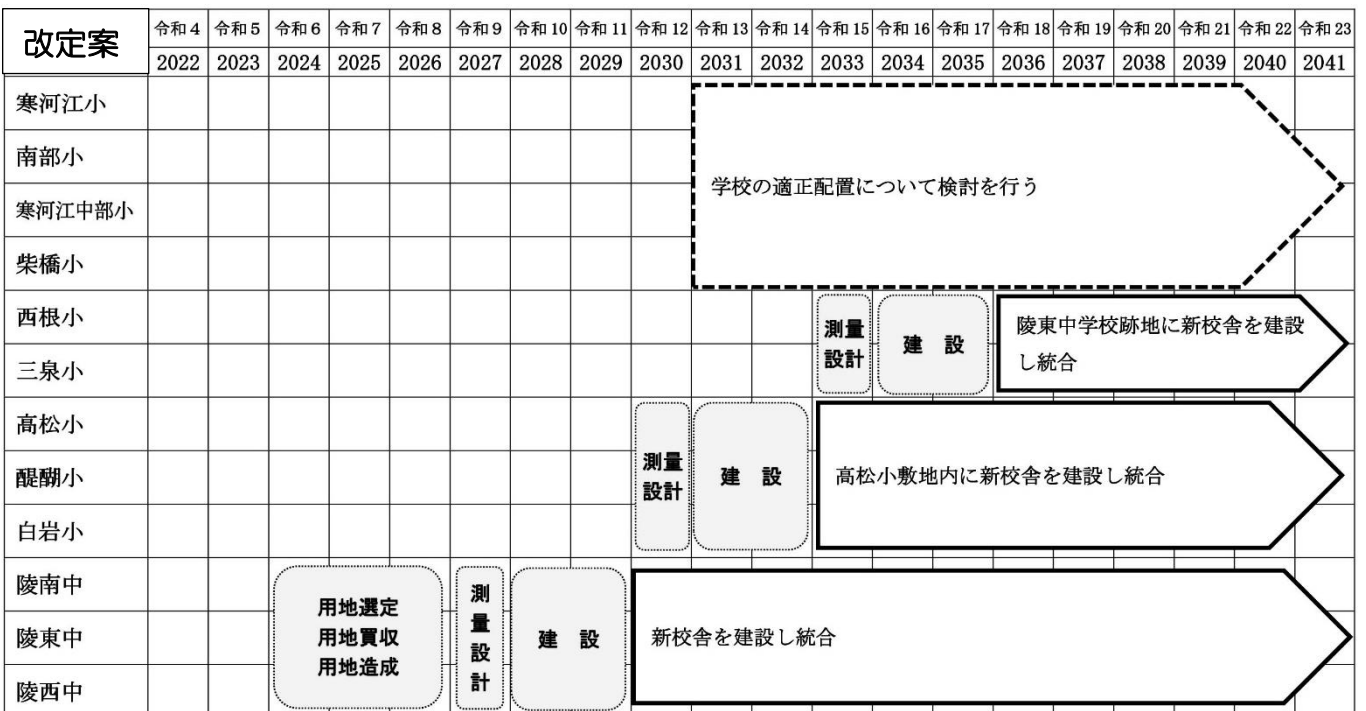 改定案
令和4 令和5 令和6 令和7 令和8 令和9 令和10 令和11 令和12 令和13 令和14 令和15 令和16 令和17 令和18 令和19 令和20 令和21 令和22 令和23
2022 2023 2024 2025 2026 2027 2028 2029 2030 2031 2032 2033 2034 2035 2036 2037 2038 2039 2040 2041
寒河江小
南部小
寒河江中部小
柴橋小
学校の適正配置について検討を行う
西根小
三泉小
測量
設計
建 設
陵東中学校跡地に新校舎を建設
し統合
高松小
醍醐小
白岩小
測量
設計
建 設
高松小敷地内に新校舎を建設し統合
陵南中
陵東中
陵西中
用地選定
用地買収
用地造成
測
量
設
計
建 設
新校舎を建設し統合